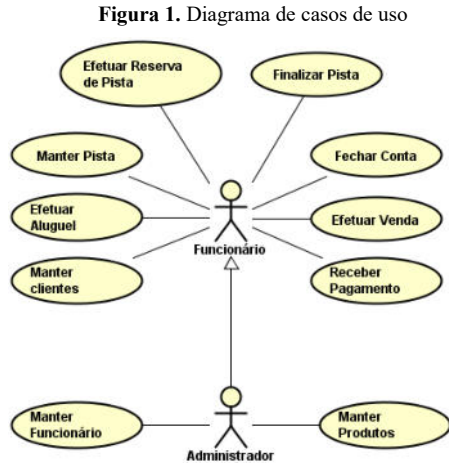 Figura 1. Diagrama de casos de uso
Efetuar Reserva
de Pista
Finalizar Pista
Manter Pista
Fechar Conta
Efetuar
Aluguel
Efetuar Venda
Funcionário
Manter
clientes
Receber
Pagamento
Manter
Funcionário
Manter
Produtos
Administrador